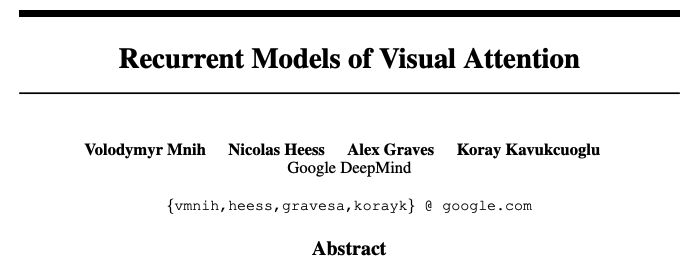 Recurrent Models of Visual Attention
Volodymyr Mnih Nicolas Heess Alex Graves Koray Kavukcuoglu
Google DeepMind
{vmnih,heess,gravesa,korayk} @ google.com
Abstract